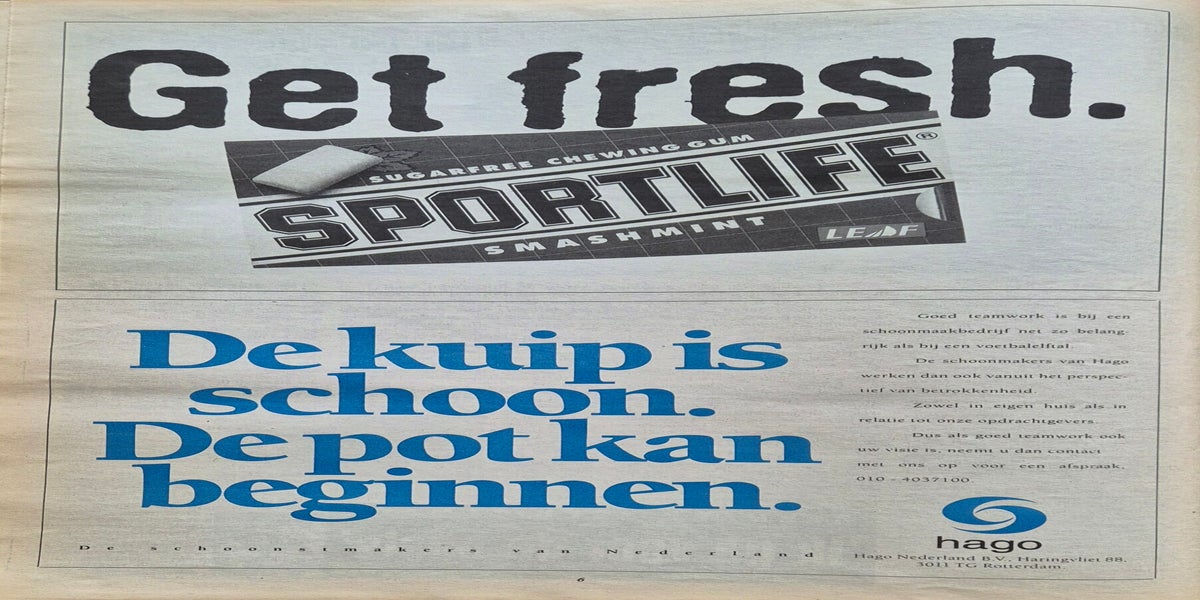 Get fresh.
SUGARFREE CHEWING GUM
SPORTLIFE®
SMASHMINT
LEAF
De kuip is
schoon.
De pot kan
beginnen.
De schoonstmakers van Nederland
Goed teamwork is bij een
schoonmaakbedrijf net zo belang-
rijk als bij een voetbalelftal.
De schoonmakers van Hago
werken dan ook vanuit het perspec-
tief van betrokkenheid.
Zowel in eigen huis als in
relatie tot onze opdrachtgevers.
Dus als goed teamwork ook
uw visie is, neemt u dan contact
met ons op voor een afspraak.
010 - 4037100.
hago
Hago Nederland B.V. Haringvliet 88.
3011 TG Rotterdam.
6